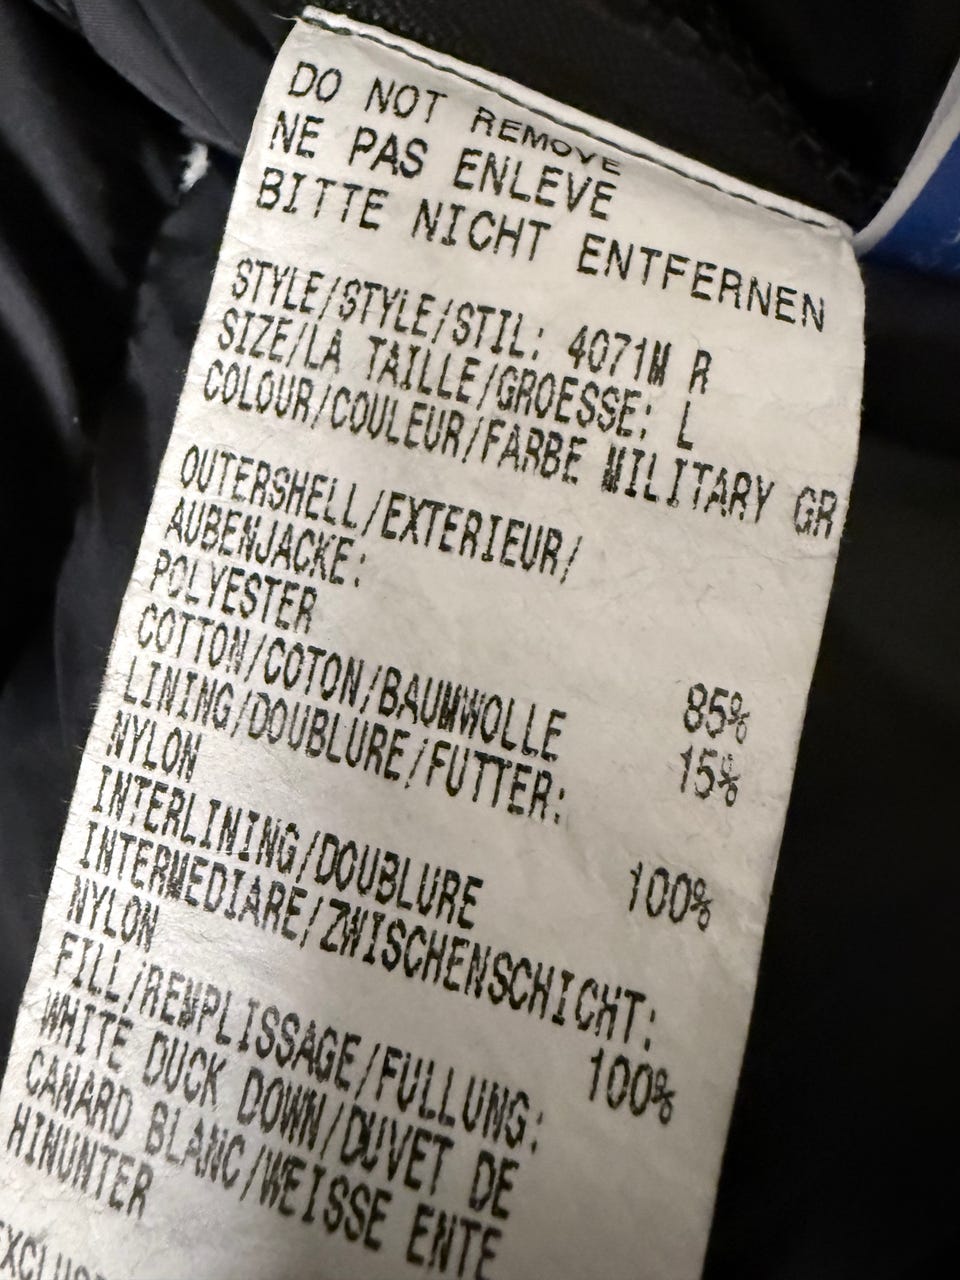 DO NOT REMOVE
NE PAS ENLEVE
BITTE NICHT ENTFERNEN
STYLE/STYLE/STIL: 4071M R
SIZE/LA TAILLE/GROESSE: L
COLOUR/COULEUR/FARBE MILITARY GR
OUTERSHELL/EXTERIEUR/
AUBENJACKE:
POLYESTER 85%
COTTON/COTON/BAUMWOLLE 15%
LINING/DOUBLURE/FUTTER:
NYLON 100%
INTERLINING/DOUBLURE
INTERMEDIARE/ZWISCHENSCHICHT:
NYLON 100%
FILL/REMPLISSAGE/FULLUNG:
WHITE DUCK DOWN/DUVET DE
CANARD BLANC/WEISSE ENTE
HINUNTER